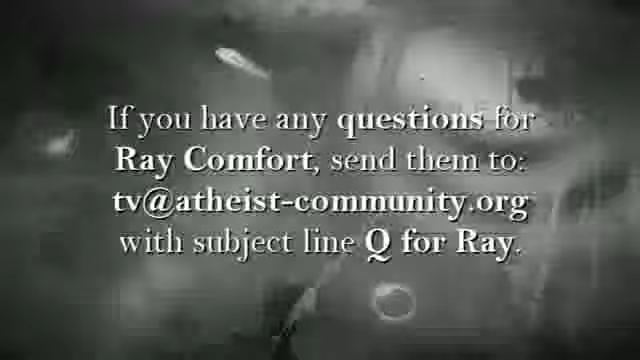 If you have any questions for
Ray Comfort, send them to:
tv@atheist-community.org
with subject line Q for Ray.